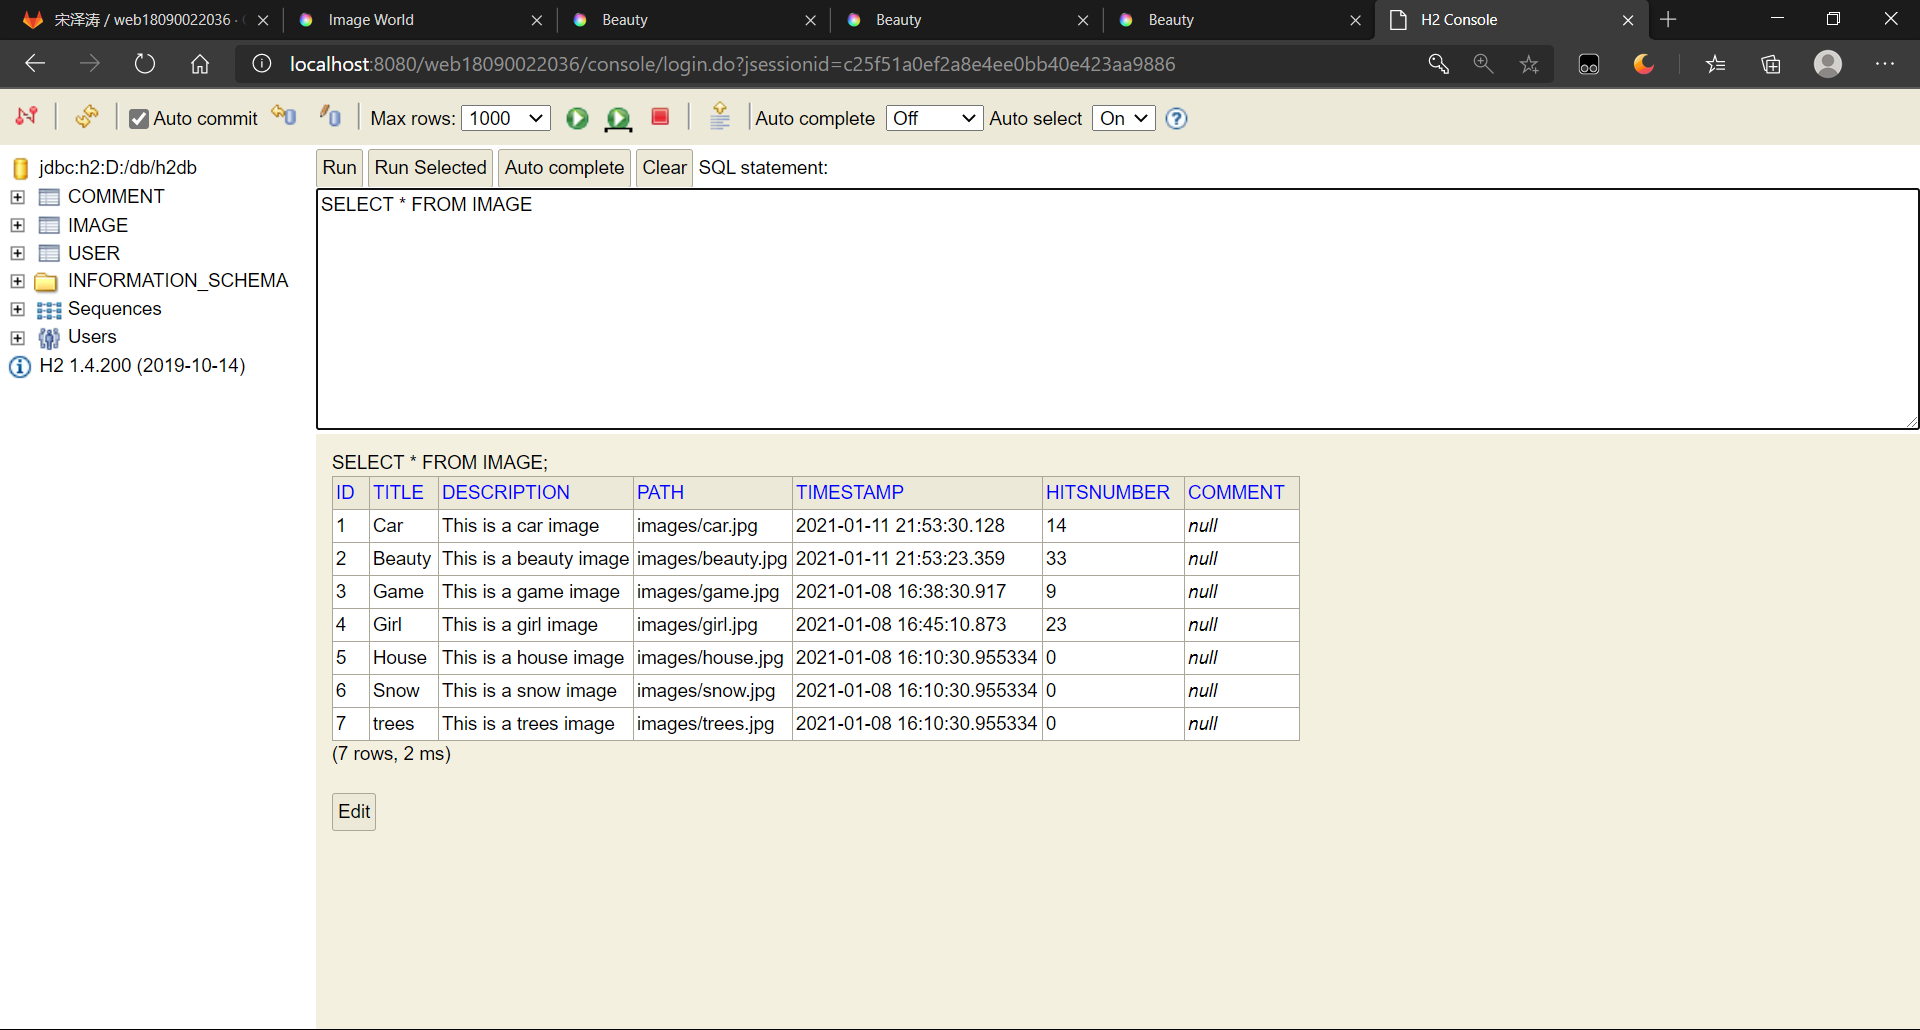 宋泽涛 / web18090022036 ·
Image World
Beauty
Beauty
Beauty
H2 Console
localhost:8080/web18090022036/console/login.do?jsessionid=c25f51a0ef2a8e4ee0bb40e423aa9886
Auto commit
Max rows: 1000
Auto complete Off
Auto select On
jdbc:h2:D:/db/h2db
COMMENT
IMAGE
USER
INFORMATION_SCHEMA
Sequences
Users
H2 1.4.200 (2019-10-14)
Run Run Selected Auto complete Clear SQL statement:
SELECT * FROM IMAGE
SELECT * FROM IMAGE;
ID TITLE DESCRIPTION PATH TIMESTAMP HITSNUMBER COMMENT
1 Car This is a car image images/car.jpg 2021-01-11 21:53:30.128 14 null
2 Beauty This is a beauty image images/beauty.jpg 2021-01-11 21:53:23.359 33 null
3 Game This is a game image images/game.jpg 2021-01-08 16:38:30.917 9 null
4 Girl This is a girl image images/girl.jpg 2021-01-08 16:45:10.873 23 null
5 House This is a house image images/house.jpg 2021-01-08 16:10:30.955334 0 null
6 Snow This is a snow image images/snow.jpg 2021-01-08 16:10:30.955334 0 null
7 trees This is a trees image images/trees.jpg 2021-01-08 16:10:30.955334 0 null
(7 rows, 2 ms)
Edit